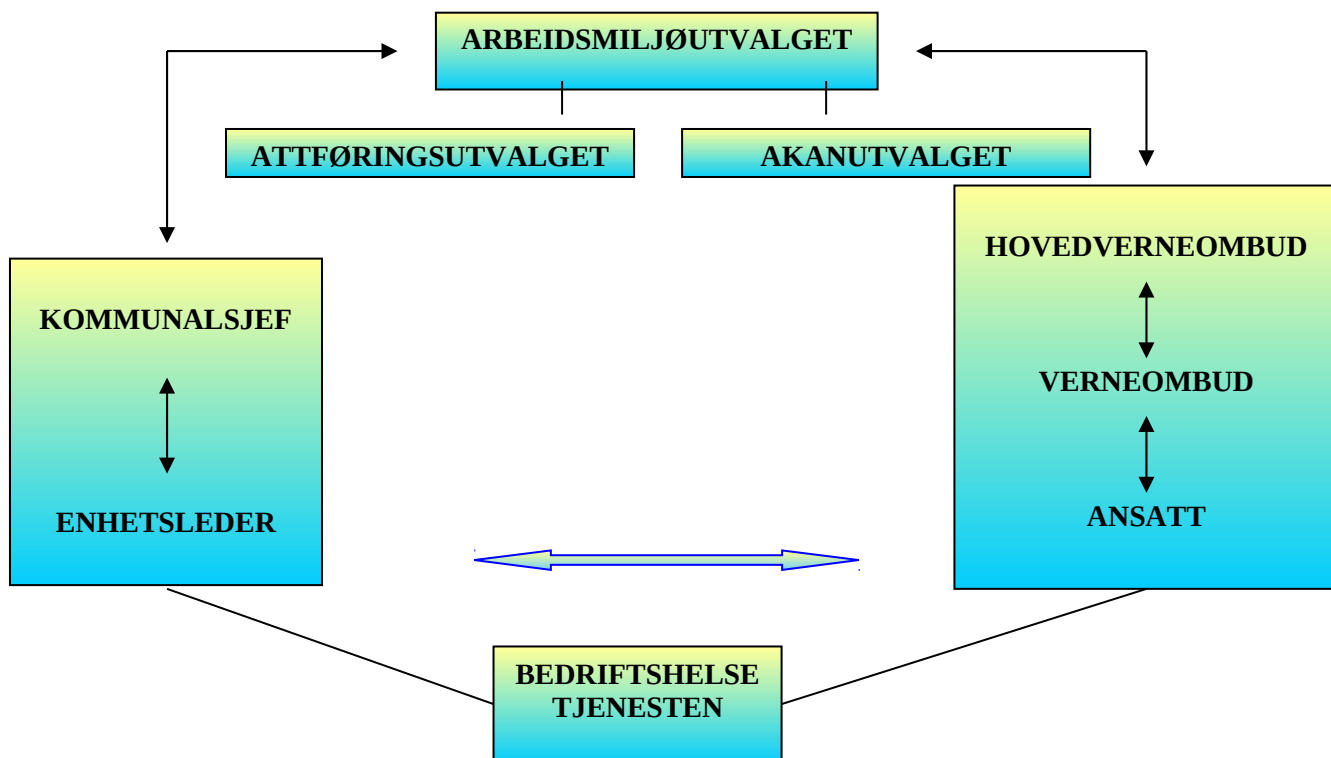 ARBEIDSMILJØUTVALGET
ATTFØRINGSUTVALGET
AKANUTVALGET
KOMMUNALSJEF
ENHETSLEDER
HOVEDVERNEOMBUD
VERNEOMBUD
ANSATT
BEDRIFTSHELSE
TJENESTEN